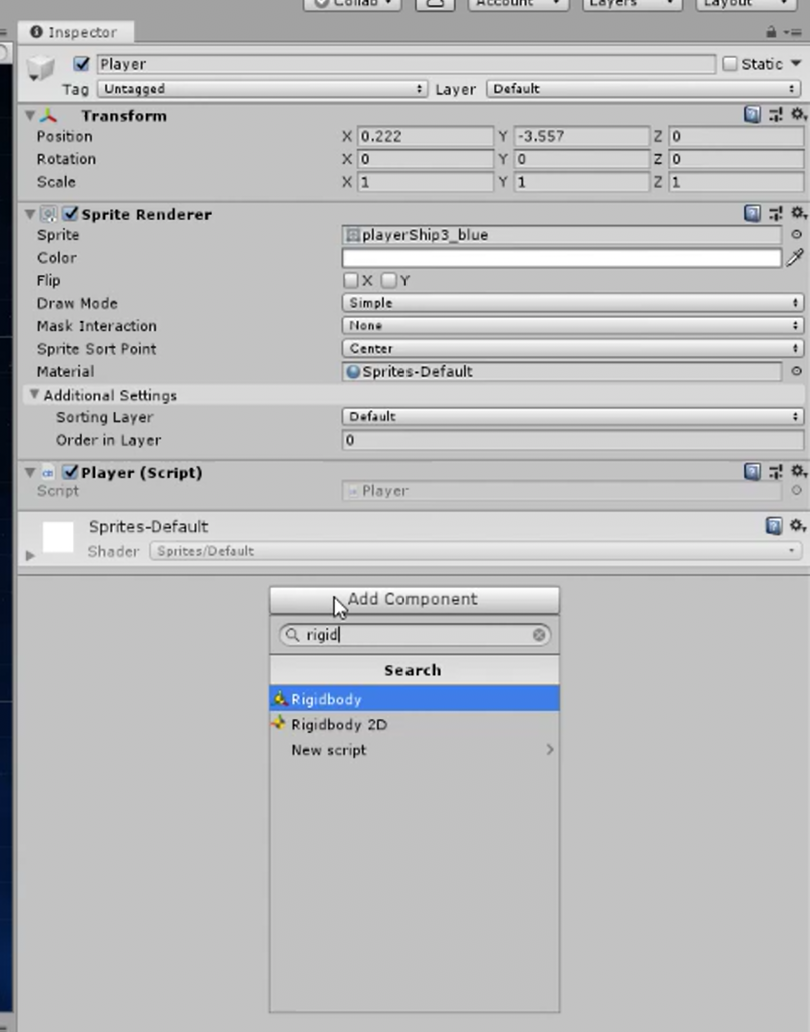 Collab Account Layers Layout
Inspector
Player Static
Tag Untagged Layer Default
Transform
Position X 0.222 Y -3.557 Z 0
Rotation X 0 Y 0 Z 0
Scale X 1 Y 1 Z 1
Sprite Renderer
Sprite playerShip3_blue
Color
Flip X Y
Draw Mode Simple
Mask Interaction None
Sprite Sort Point Center
Material Sprites-Default
Additional Settings
Sorting Layer Default
Order in Layer 0
Player (Script)
Script Player
Sprites-Default
Shader Sprites/Default
Add Component
rigid
Search
Rigidbody
Rigidbody 2D
New script